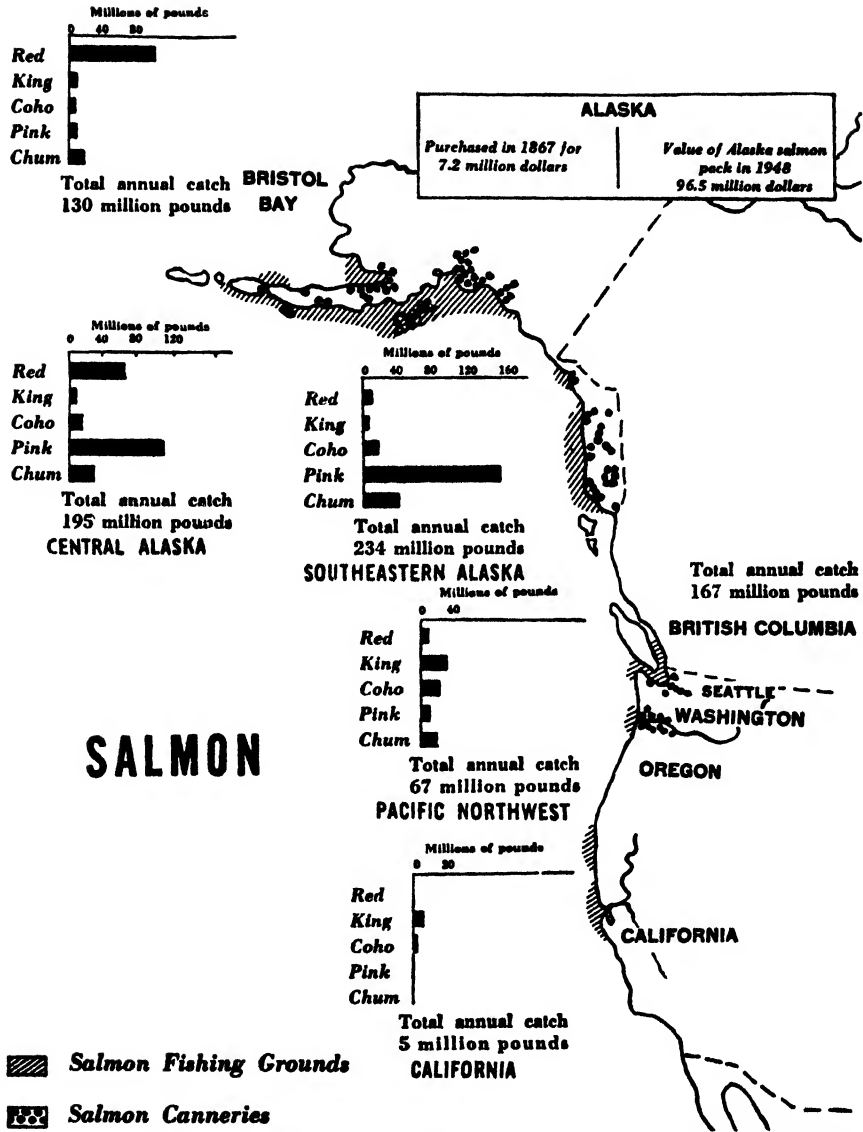 Millions of pounds
0 40 80
Red
King
Coho
Pink
Chum
Total annual catch
130 million pounds
BRISTOL
BAY
ALASKA
Purchased in 1867 for
7.2 million dollars
Value of Alaska salmon
pack in 1948
96.5 million dollars
Millions of pounds
0 40 80 120
Red
King
Coho
Pink
Chum
Total annual catch
195 million pounds
CENTRAL ALASKA
Millions of pounds
0 40 80 120 160
Red
King
Coho
Pink
Chum
Total annual catch
234 million pounds
SOUTHEASTERN ALASKA
Total annual catch
167 million pounds
BRITISH COLUMBIA
Millions of pounds
0 40
Red
King
Coho
Pink
Chum
Total annual catch
67 million pounds
PACIFIC NORTHWEST
SEATTLE
WASHINGTON
OREGON
SALMON
Millions of pounds
0 20
Red
King
Coho
Pink
Chum
Total annual catch
5 million pounds
CALIFORNIA
CALIFORNIA
Salmon Fishing Grounds
Salmon Canneries